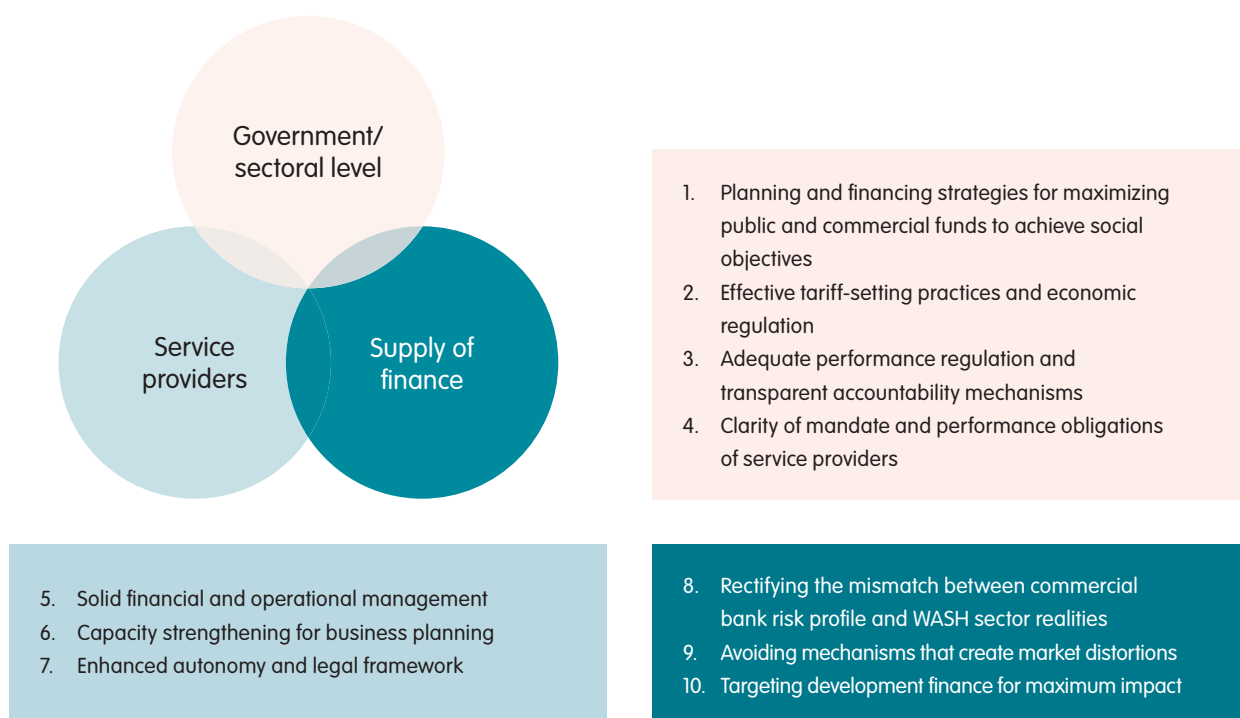 Government/
sectoral level
Service
providers
Supply of
finance
1. Planning and financing strategies for maximizing
public and commercial funds to achieve social
objectives
2. Effective tariff-setting practices and economic
regulation
3. Adequate performance regulation and
transparent accountability mechanisms
4. Clarity of mandate and performance obligations
of service providers
5. Solid financial and operational management
6. Capacity strengthening for business planning
7. Enhanced autonomy and legal framework
8. Rectifying the mismatch between commercial
bank risk profile and WASH sector realities
9. Avoiding mechanisms that create market distortions
10. Targeting development finance for maximum impact